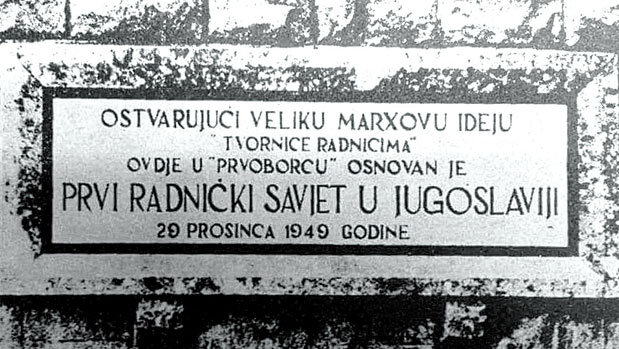 OSTVARUJUĆI VELIKU MARXOVU IDEJU
"TVORNICE RADNICIMA"
OVDJE U "PRVOBORCU" OSNOVAN JE
PRVI RADNIČKI SAVJET U JUGOSLAVIJI
29 PROSINCA 1949 GODINE